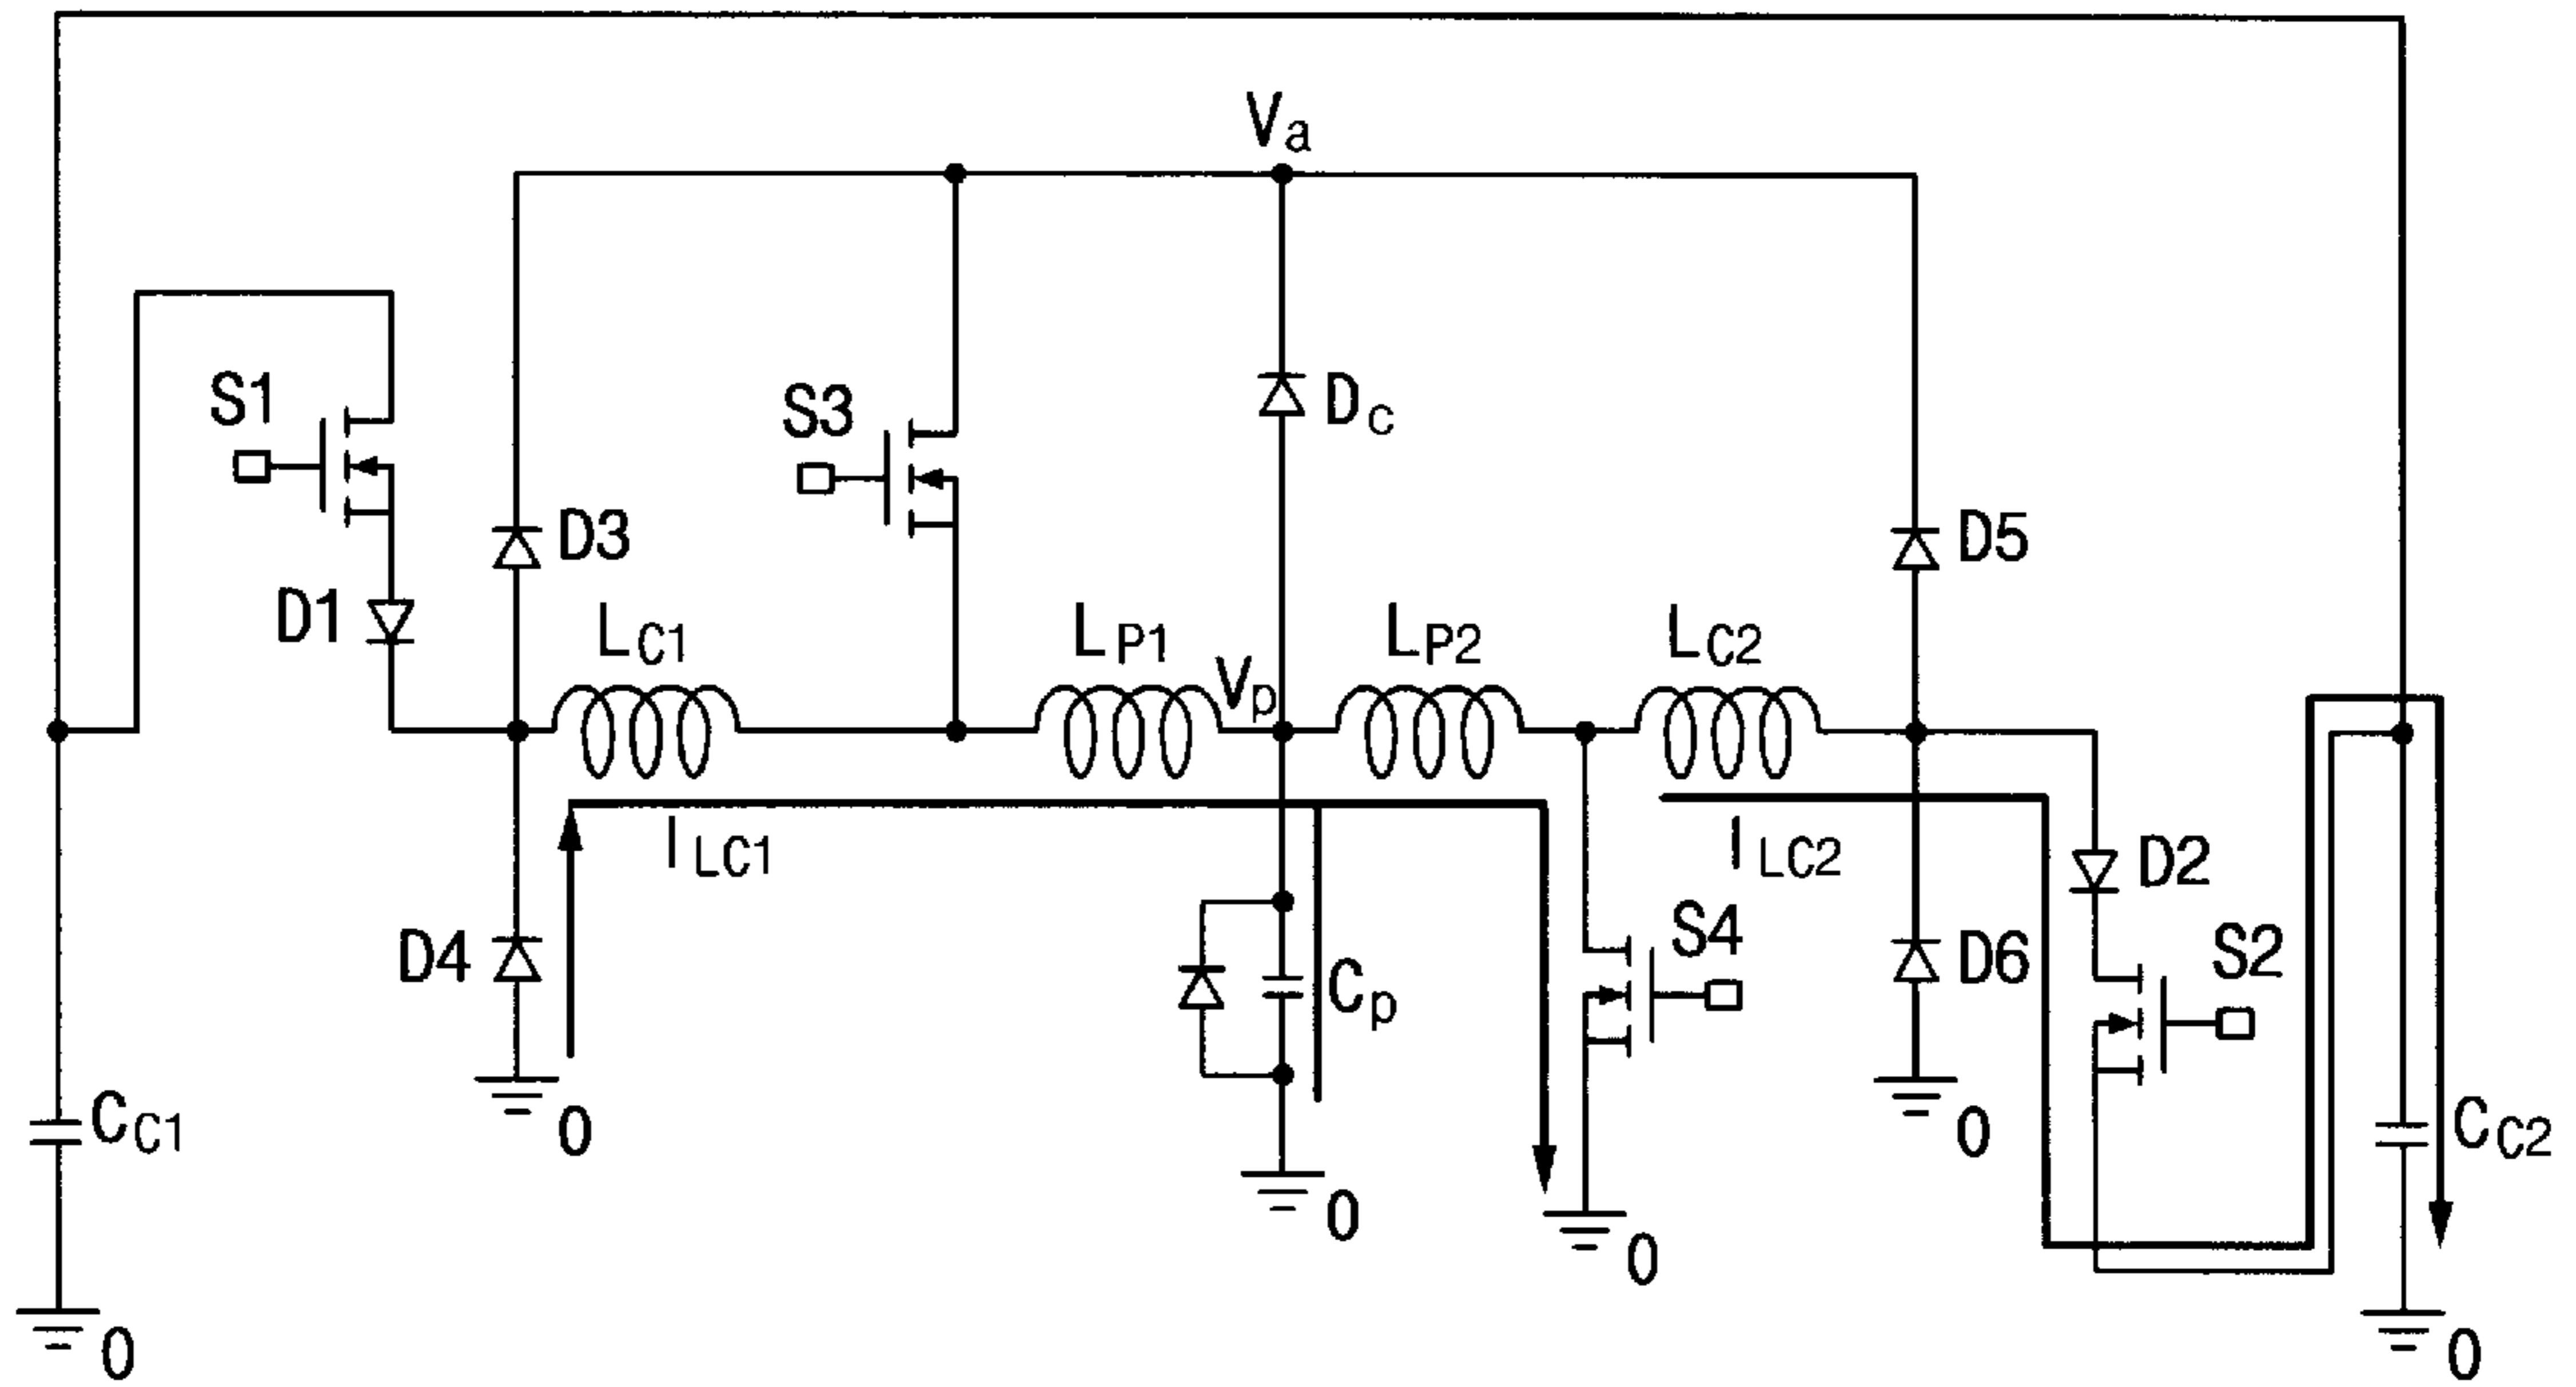 Va
S1
S3
Dc
D3
D5
D1
LC1
LP1
Vp
LP2
LC2
ILC1
ILC2
D2
D4
Cp
S4
D6
S2
CC1
0
0
CC2
0
0
0
0